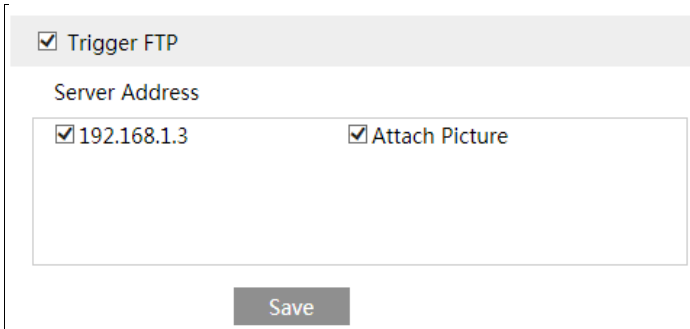 Trigger FTP
Server Address
192.168.1.3 Attach Picture
Save